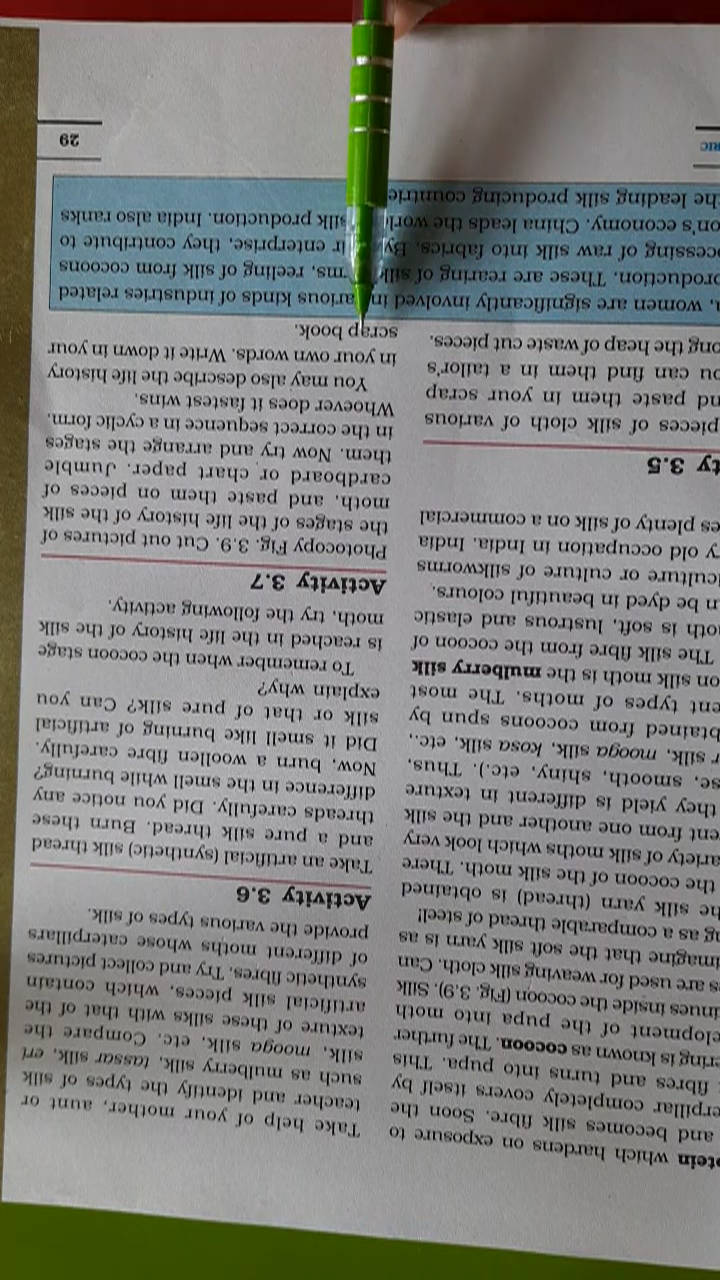 otein which hardens on exposure to
and becomes silk fibre. Soon the
erpillar completely covers itself by
fibres and turns into pupa. This
ering is known as cocoon. The further
elopment of the pupa into moth
inues inside the cocoon (Fig. 3.9). Silk
es are used for weaving silk cloth. Can
imagine that the soft silk yarn is as
ng as a comparable thread of steel!
he silk yarn (thread) is obtained
the cocoon of the silk moth. There
variety of silk moths which look very
ent from one another and the silk
they yield is different in texture
se, smooth, shiny, etc.). Thus,
r silk, mooga silk, kosa silk, etc.,
btained from cocoons spun by
ent types of moths. The most
on silk moth is the mulberry silk
The silk fibre from the cocoon of
oth is soft, lustrous and elastic
n be dyed in beautiful colours.
iculture or culture of silkworms
ry old occupation in India. India
es plenty of silk on a commercial
ty 3.5
pieces of silk cloth of various
nd paste them in your scrap
ou can find them in a tailor's
ong the heap of waste cut pieces.
Take help of your mother, aunt or
teacher and identify the types of silk
such as mulberry silk, tassar silk, eri
silk, mooga silk, etc. Compare the
texture of these silks with that of the
artificial silk pieces, which contain
synthetic fibres. Try and collect pictures
of different moths whose caterpillars
provide the various types of silk.
Activity 3.6
Take an artificial (synthetic) silk thread
and a pure silk thread. Burn these
threads carefully. Did you notice any
difference in the smell while burning?
Now, burn a woollen fibre carefully.
Did it smell like burning of artificial
silk or that of pure silk? Can you
explain why?
To remember when the cocoon stage
is reached in the life history of the silk
moth, try the following activity.
Activity 3.7
Photocopy Fig. 3.9. Cut out pictures of
the stages of the life history of the silk
moth, and paste them on pieces of
cardboard or chart paper. Jumble
them. Now try and arrange the stages
in the correct sequence in a cyclic form.
Whoever does it fastest wins.
You may also describe the life history
in your own words. Write it down in your
scrap book.
, women are significantly involved in various kinds of industries related
production. These are rearing of silk rms, reeling of silk from cocoons
ocessing of raw silk into fabrics. By ir enterprise, they contribute to
on's economy. China leads the worl silk production. India also ranks
the leading silk producing countrie
RIC
29